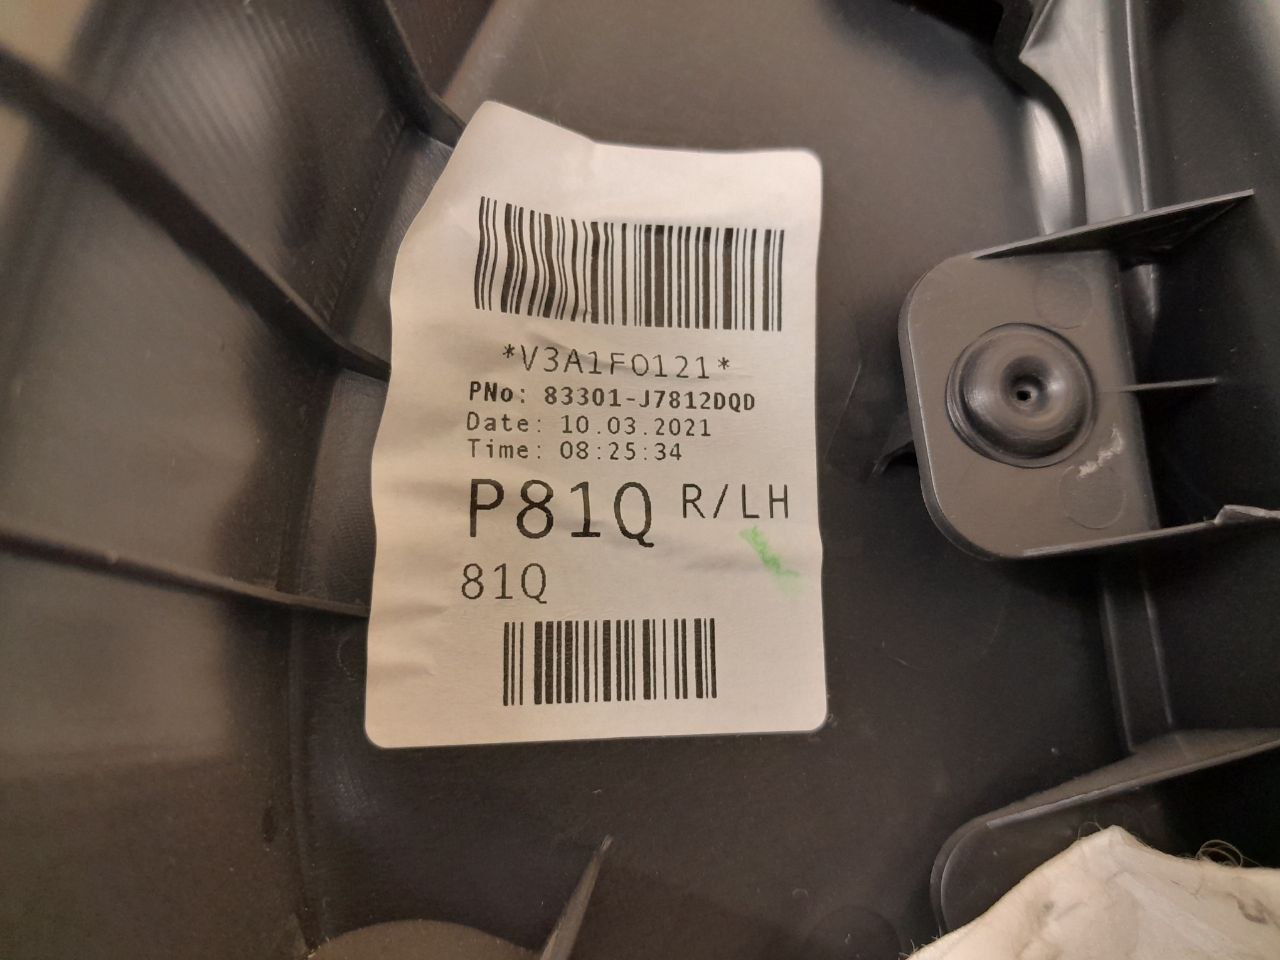 *V3A1F0121*
PNo: 83301-J7812DQD
Date: 10.03.2021
Time: 08:25:34
P81Q R/LH
81Q